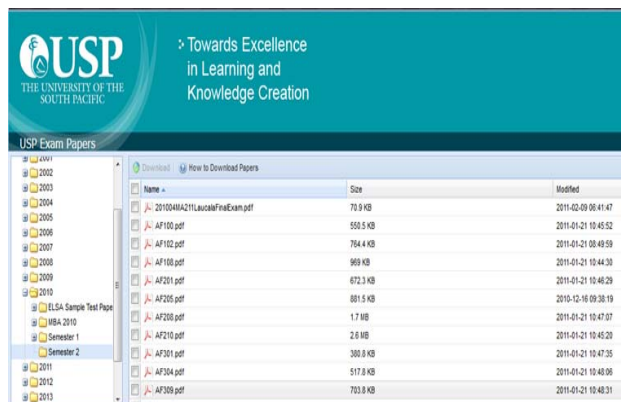 USP
THE UNIVERSITY OF THE
SOUTH PACIFIC
Towards Excellence
in Learning and
Knowledge Creation
USP Exam Papers
2001
2002
2003
2004
2005
2006
2007
2008
2009
2010
ELSA Sample Test Pape
MBA 2010
Semester 1
Semester 2
2011
2012
2013
Download How to Download Papers
Name Size Modified
201004MA211LaucalaFinalExam.pdf 70.9 KB 2011-02-09 06:41:47
AF100.pdf 550.5 KB 2011-01-21 10:45:52
AF102.pdf 764.4 KB 2011-01-21 08:49:59
AF108.pdf 969 KB 2011-01-21 10:44:30
AF201.pdf 672.3 KB 2011-01-21 10:46:29
AF205.pdf 881.5 KB 2010-12-16 09:38:19
AF208.pdf 1.7 MB 2011-01-21 10:47:07
AF210.pdf 2.6 MB 2011-01-21 10:45:20
AF301.pdf 380.8 KB 2011-01-21 10:47:35
AF304.pdf 517.8 KB 2011-01-21 10:48:06
AF309.pdf 703.8 KB 2011-01-21 10:48:31